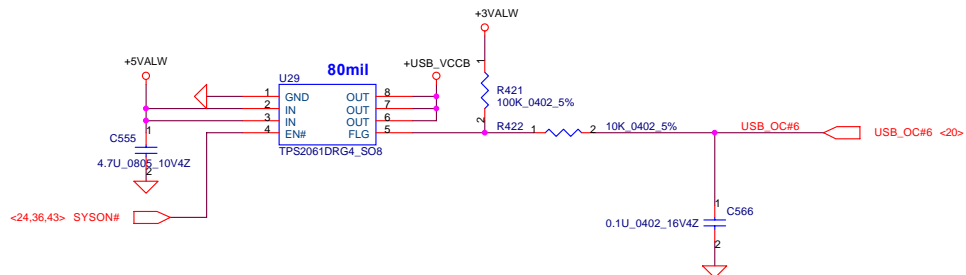 +3VALW
+5VALW
U29
80mil
+USB_VCCB
1 GND OUT 8
2 IN OUT 7
3 IN OUT 6
4 EN# FLG 5
TPS2061DRG4_SO8
1
R421
100K_0402_5%
2
R422 1 2 10K_0402_5%
USB_OC#6
USB_OC#6 <20>
C555
1
4.7U_0805_10V4Z
2
<24,36,43> SYSON#
1
C566
0.1U_0402_16V4Z
2